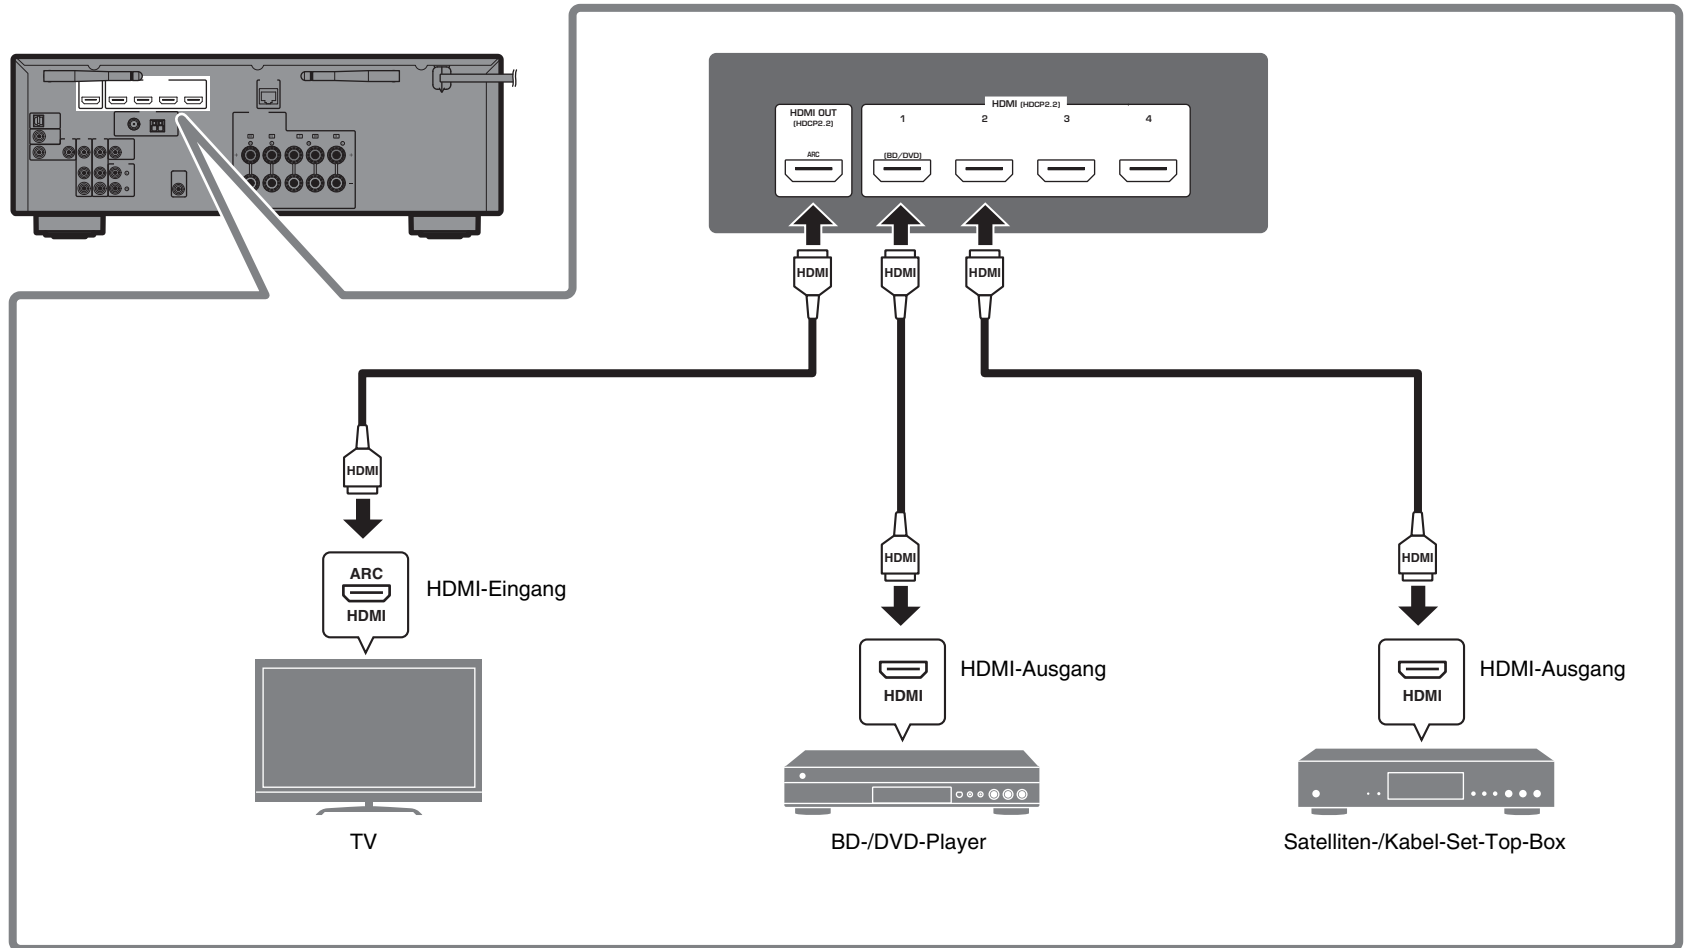 HDMI OUT
(HDCP2.2)
HDMI (HDCP2.2)
1 2 3 4
ARC
(BD/DVD)
HDMI HDMI HDMI
HDMI
HDMI HDMI
ARC
HDMI
HDMI-Eingang
HDMI
HDMI-Ausgang
HDMI
HDMI-Ausgang
TV
BD-/DVD-Player
Satelliten-/Kabel-Set-Top-Box